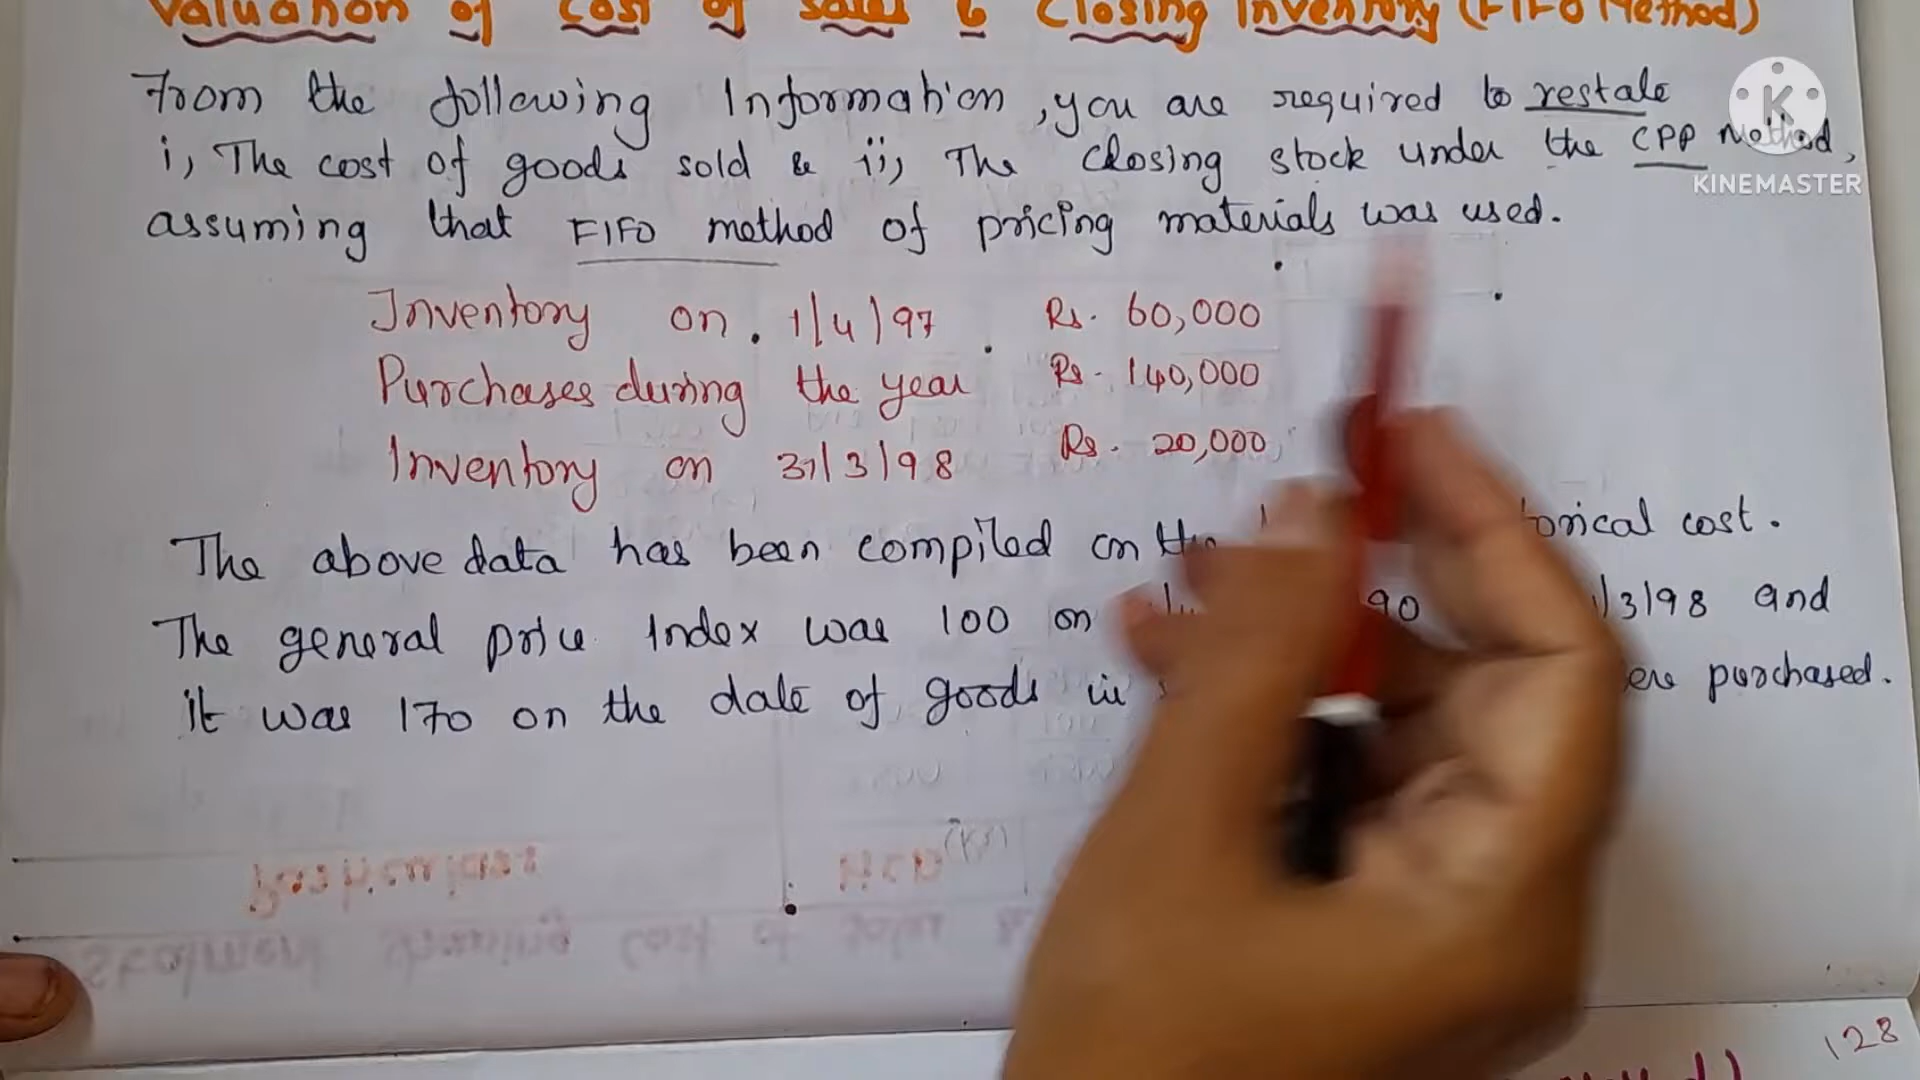 Valuation of Cost of Sales & Closing Inventory (FIFO Method)
From the following Information, you are required to restate
i, The cost of goods sold & ii, The closing stock under the CPP Method,
KINEMASTER
assuming that FIFO method of pricing materials was used.
Inventory on 1/4/97 Rs. 60,000
Purchases during the year Rs. 140,000
Inventory on 31/3/98 Rs. 20,000
The above data has been compiled on the cost.
The general price Index was 100 on 90 /3/98 and
it was 170 on the date of goods in purchased.
128